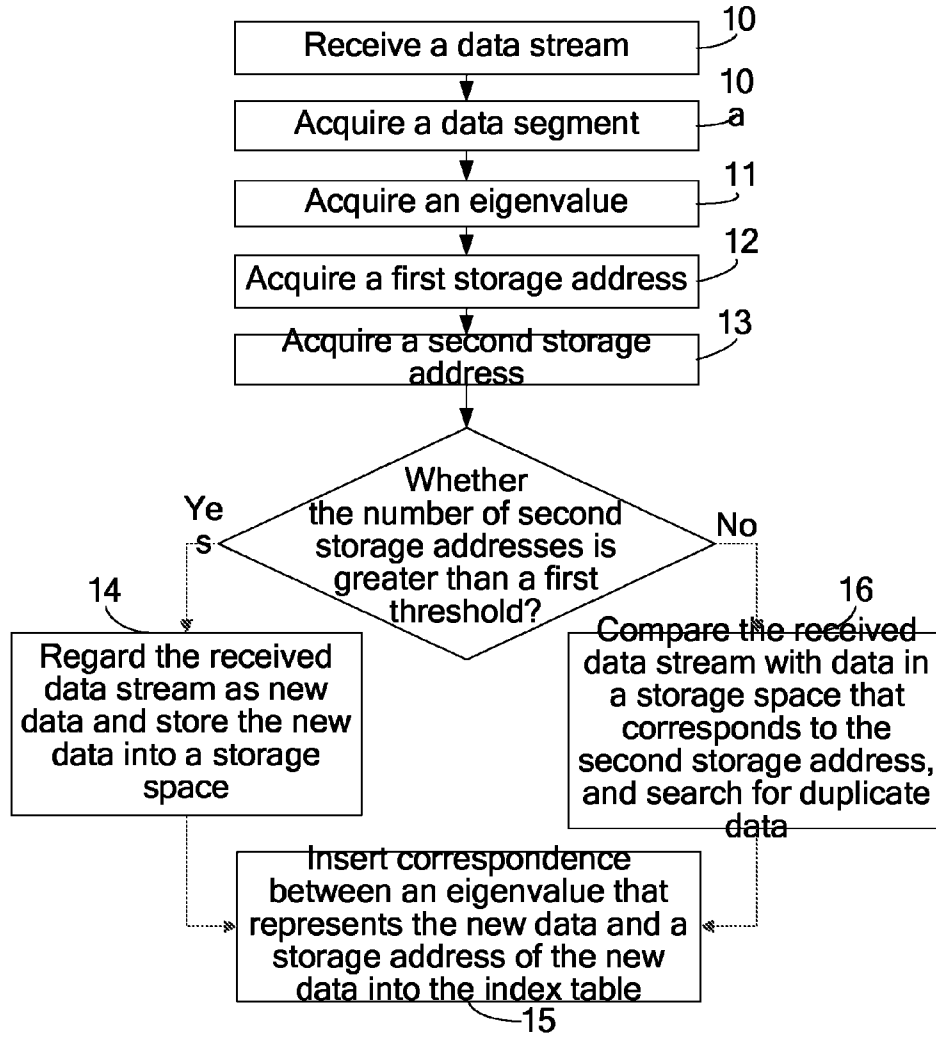 Receive a data stream
10
Acquire a data segment
10
a
Acquire an eigenvalue
11
Acquire a first storage address
12
Acquire a second storage
address
13
Whether
the number of second
storage addresses is
greater than a first
threshold?
Ye
s
No
14
Regard the received
data stream as new
data and store the new
data into a storage
space
16
Compare the received
data stream with data in
a storage space that
corresponds to the
second storage address,
and search for duplicate
data
Insert correspondence
between an eigenvalue that
represents the new data and a
storage address of the new
data into the index table
15